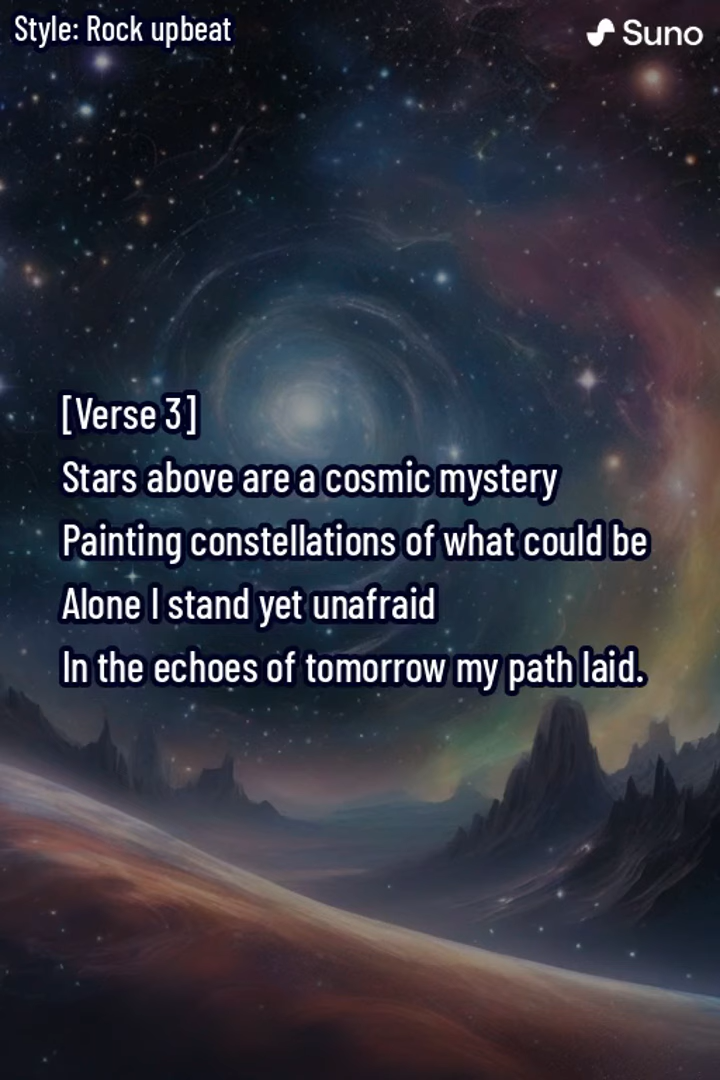 Style: Rock upbeat
Suno
[Verse 3]
Stars above are a cosmic mystery
Painting constellations of what could be
Alone I stand yet unafraid
In the echoes of tomorrow my path laid.